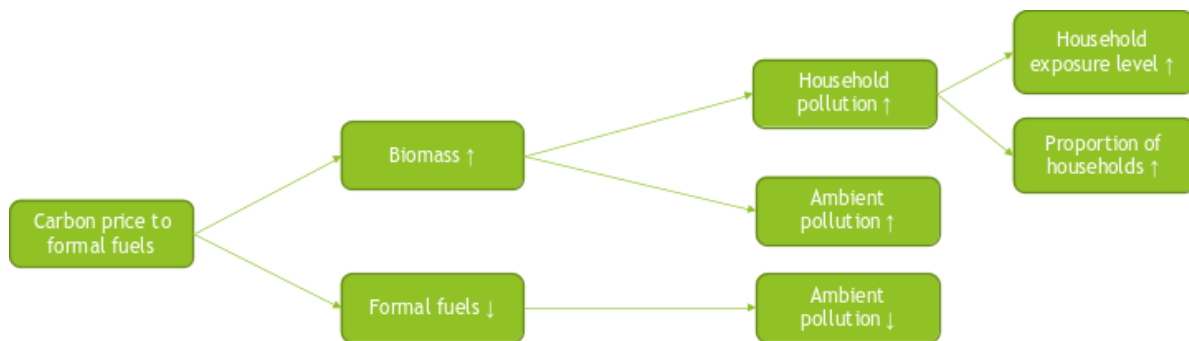 Household
exposure level ↑
Household
pollution ↑
Biomass ↑
Proportion of
households ↑
Carbon price to
formal fuels
Ambient
pollution ↑
Formal fuels ↓
Ambient
pollution ↓